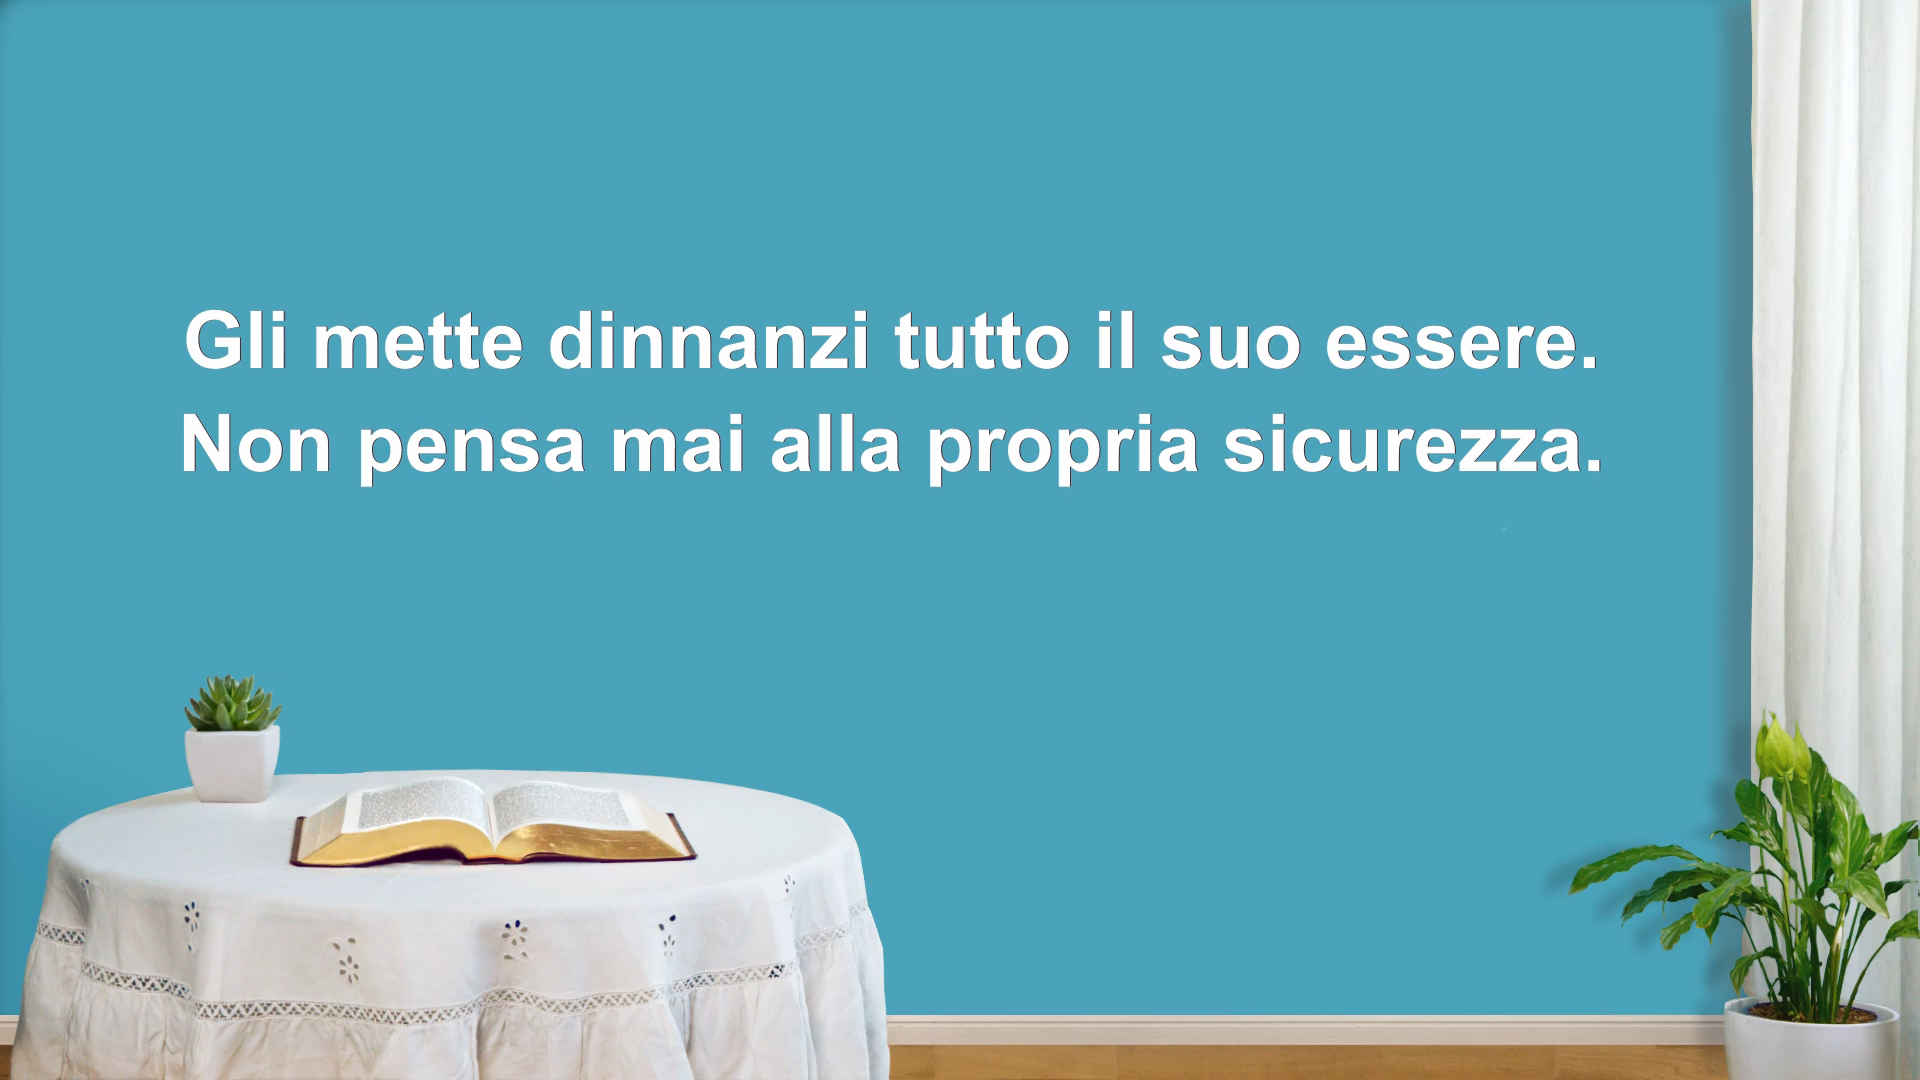 Gli mette dinnanzi tutto il suo essere.
Non pensa mai alla propria sicurezza.